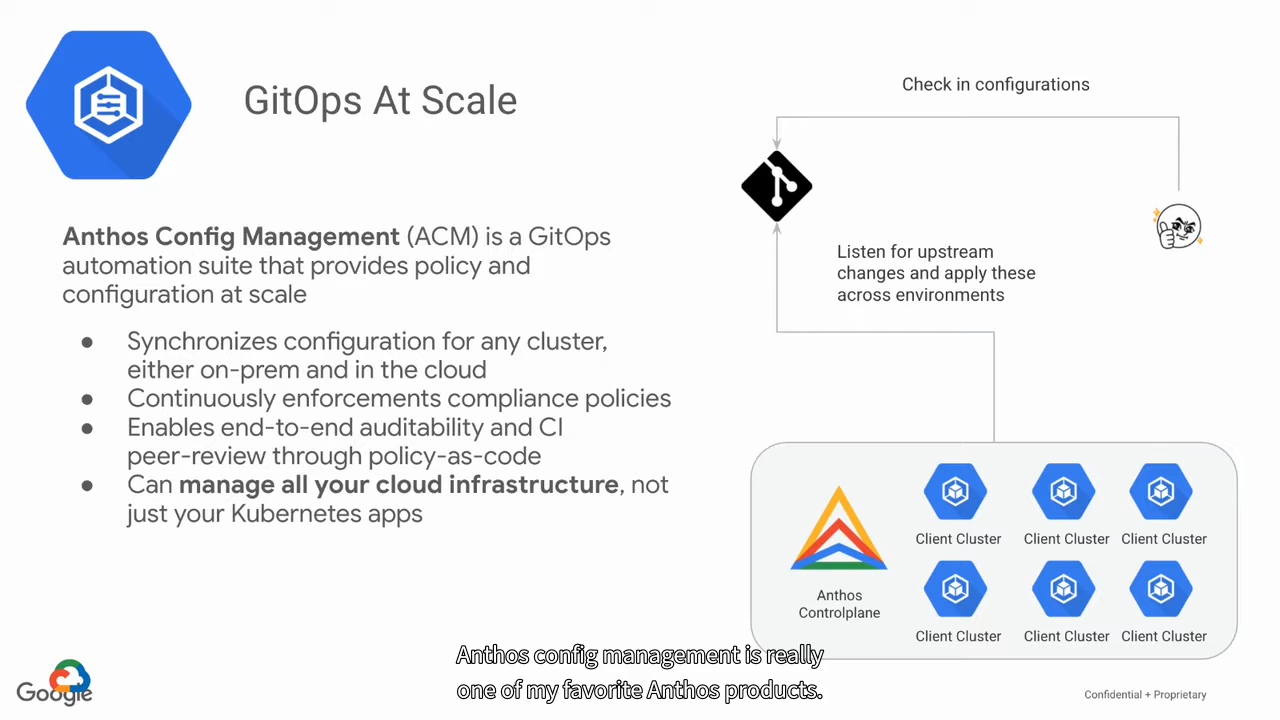 GitOps At Scale
Check in configurations
Anthos Config Management (ACM) is a GitOps
automation suite that provides policy and
configuration at scale
Listen for upstream
changes and apply these
across environments
● Synchronizes configuration for any cluster,
either on-prem and in the cloud
● Continuously enforcements compliance policies
● Enables end-to-end auditability and CI
peer-review through policy-as-code
● Can manage all your cloud infrastructure, not
just your Kubernetes apps
Anthos
Controlplane
Client Cluster
Client Cluster
Client Cluster
Client Cluster
Client Cluster
Client Cluster
Anthos config management is really
one of my favorite Anthos products.
Google
Confidential + Proprietary